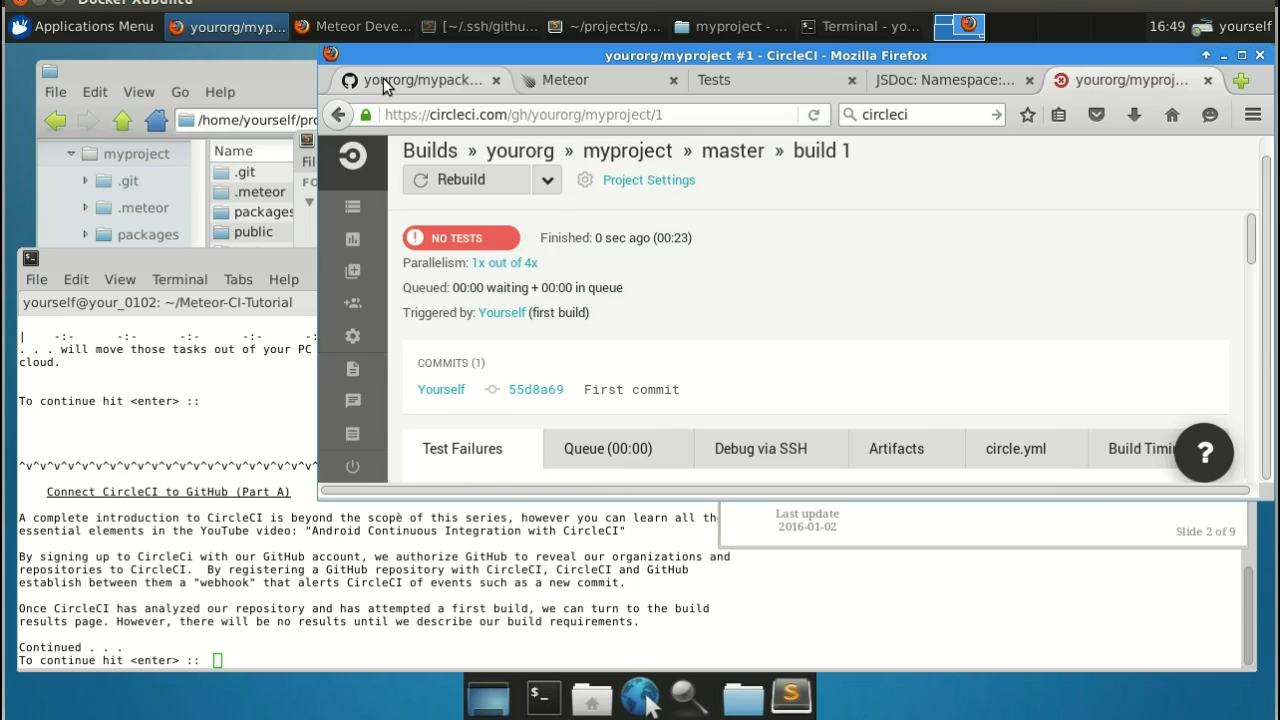 Docker Xubuntu
Applications Menu
yourorg/myp...
Meteor Deve...
[~/.ssh/githu...
~/projects/p...
myproject - ...
Terminal - yo...
16:49
yourself
yourorg/myproject #1 - CircleCI - Mozilla Firefox
yourorg/mypack...
Meteor
Tests
JSDoc: Namespace:...
yourorg/myproj...
File Edit View Go Help
https://circleci.com/gh/yourorg/myproject/1
circleci
/home/yourself/pro
myproject
.git
.meteor
packages
Name
.git
.meteor
packages
public
Fil
FO
Builds » yourorg » myproject » master » build 1
Rebuild
Project Settings
NO TESTS
Finished: 0 sec ago (00:23)
Parallelism: 1x out of 4x
Queued: 00:00 waiting + 00:00 in queue
Triggered by: Yourself (first build)
COMMITS (1)
Yourself 55d8a69 First commit
Test Failures
Queue (00:00)
Debug via SSH
Artifacts
circle.yml
Build Timi
?
File Edit View Terminal Tabs Help
yourself@your_0102: ~/Meteor-CI-Tutorial
| -:- -:- -:- -:- -:
. . . will move those tasks out of your PC
cloud.
To continue hit <enter> ::
^v^v^v^v^v^v^v^v^v^v^v^v^v^v^v^v^v^v^v^v^v^v^v
Connect CircleCI to GitHub (Part A)
A complete introduction to CircleCI is beyond the scopè of this series, however you can learn all th
essential elements in the YouTube video: "Android Continuous Integration with CircleCI"
By signing up to CircleCi with our GitHub account, we authorize GitHub to reveal our organizations and
repositories to CircleCI. By registering a GitHub repository with CircleCI, CircleCI and GitHub
establish between them a "webhook" that alerts CircleCI of events such as a new commit.
Once CircleCI has analyzed our repository and has attempted a first build, we can turn to the build
results page. However, there will be no results until we describe our build requirements.
Continued . . .
To continue hit <enter> ::
Last update
2016-01-02
Slide 2 of 9